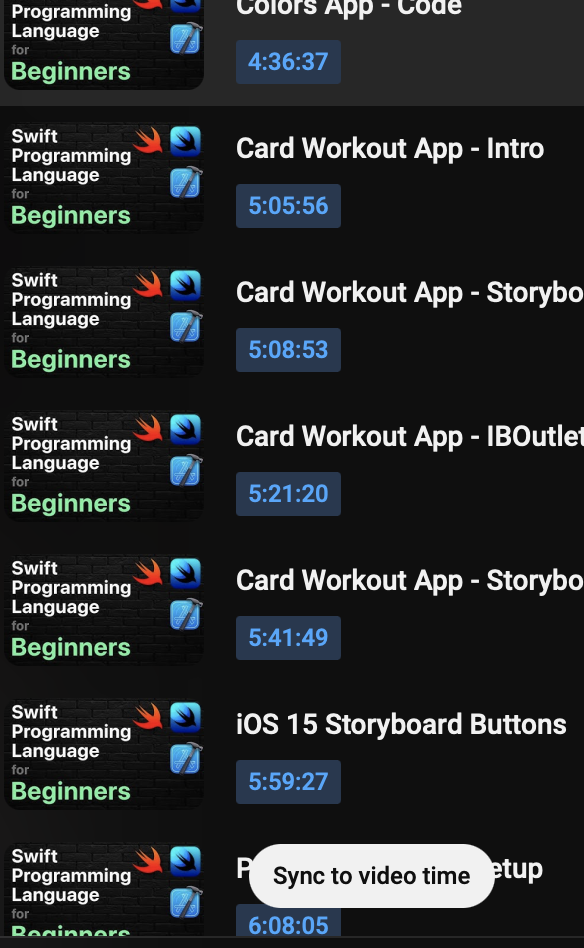 Programming
Language
for
Beginners
Colors App - Code
4:36:37
Swift
Programming
Language
for
Beginners
Card Workout App - Intro
5:05:56
Swift
Programming
Language
for
Beginners
Card Workout App - Storybo
5:08:53
Swift
Programming
Language
for
Beginners
Card Workout App - IBOutlet
5:21:20
Swift
Programming
Language
for
Beginners
Card Workout App - Storybo
5:41:49
Swift
Programming
Language
for
Beginners
iOS 15 Storyboard Buttons
5:59:27
Swift
Programming
Language
for
Beginners
P etup
Sync to video time
6:08:05